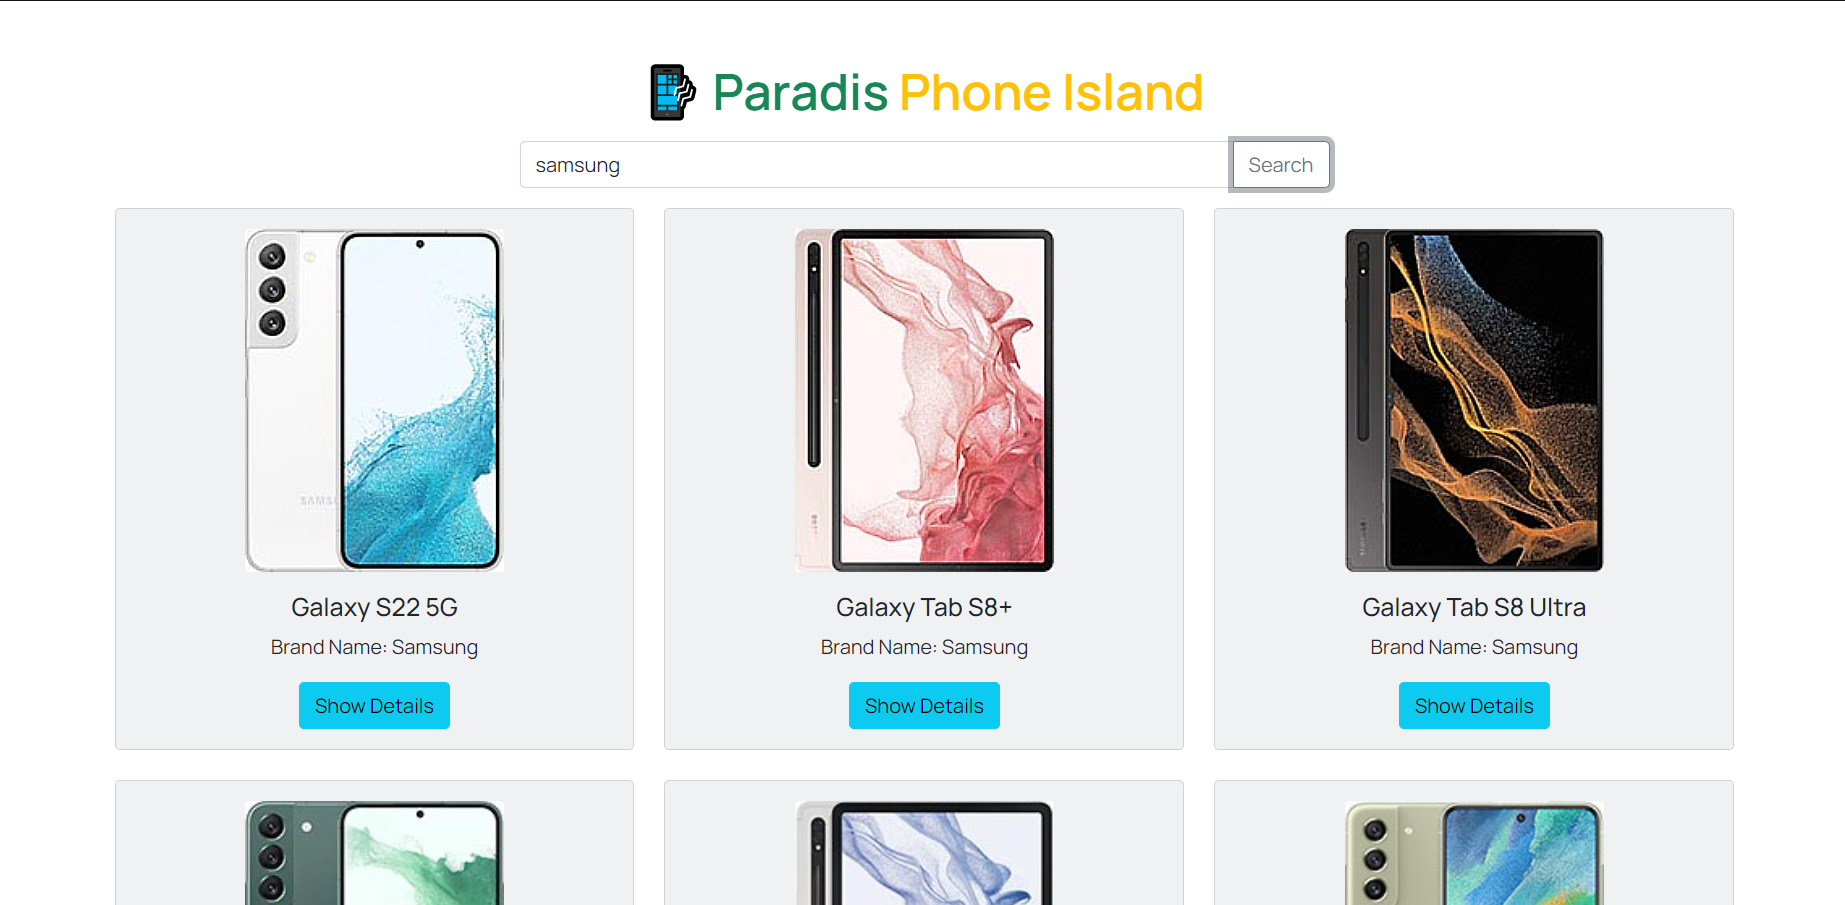 Paradis Phone Island
samsung
Search
SAMSU
Galaxy S22 5G
Brand Name: Samsung
Show Details
Galaxy Tab S8+
Brand Name: Samsung
Show Details
Galaxy Tab S8 Ultra
Brand Name: Samsung
Show Details